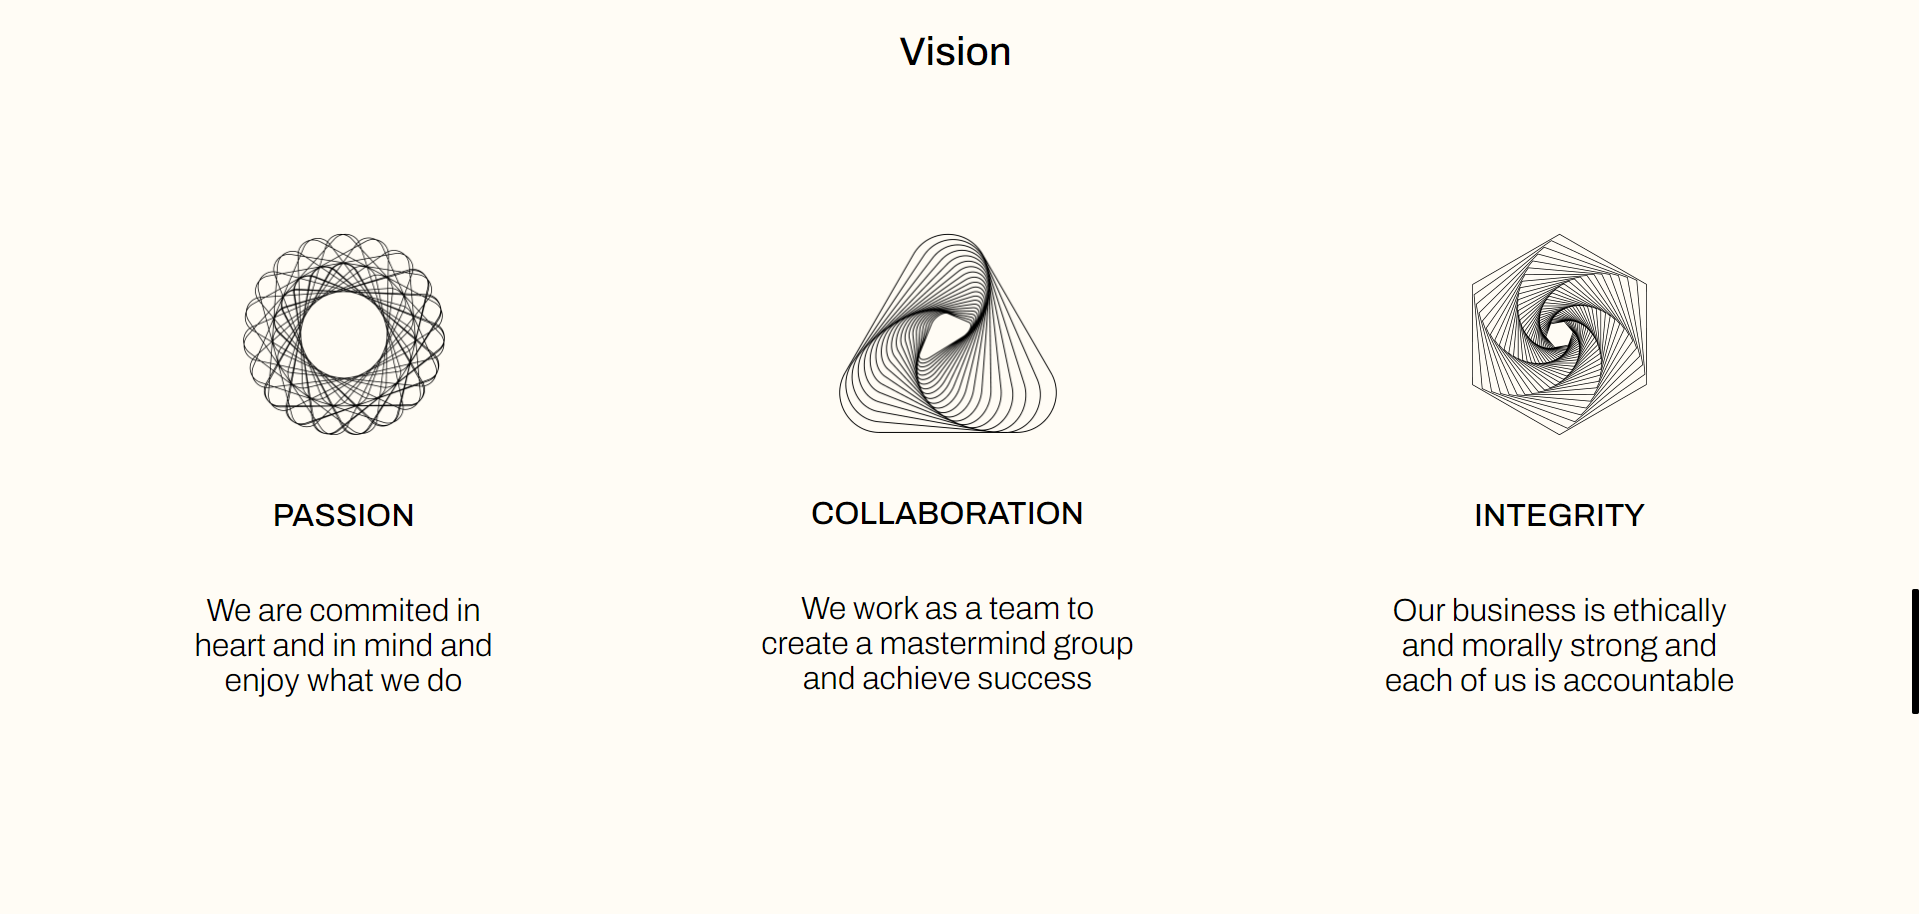 Vision
PASSION
We are commited in
heart and in mind and
enjoy what we do
COLLABORATION
We work as a team to
create a mastermind group
and achieve success
INTEGRITY
Our business is ethically
and morally strong and
each of us is accountable